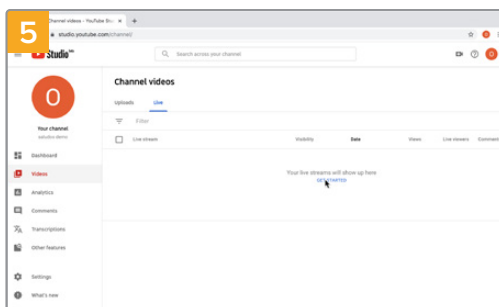 5
Channel videos - YouTube Stu
studio.youtube.com/channel/
Studio
Search across your channel
O
O
Your channel
Channel videos
Uploads
Live
Filter
Live stream
Visibility
Date
Views
Live viewers
Comment
Your live streams will show up here
GET STARTED
Dashboard
Videos
Analytics
Comments
Transcriptions
Other features
Settings
What's new